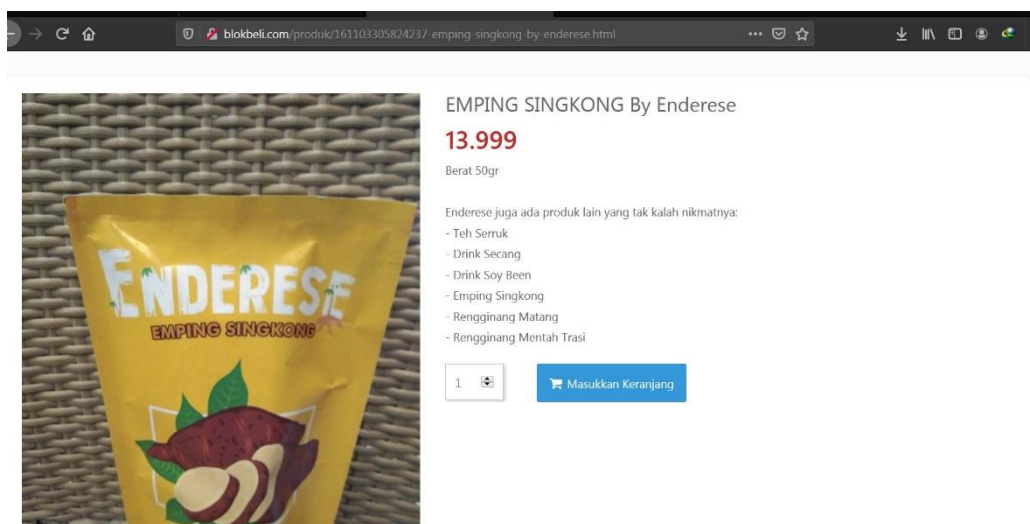 blokbeli.com/produk/161103305824237-emping-singkong-by-enderese.html
EMPING SINGKONG By Enderese
13.999
Berat 50gr
Enderese juga ada produk lain yang tak kalah nikmatnya:
- Teh Serruk
- Drink Secang
- Drink Soy Been
- Emping Singkong
- Rengginang Matang
- Rengginang Mentah Trasi
1
Masukkan Keranjang
ENDERESE
EMPING SINGKONG